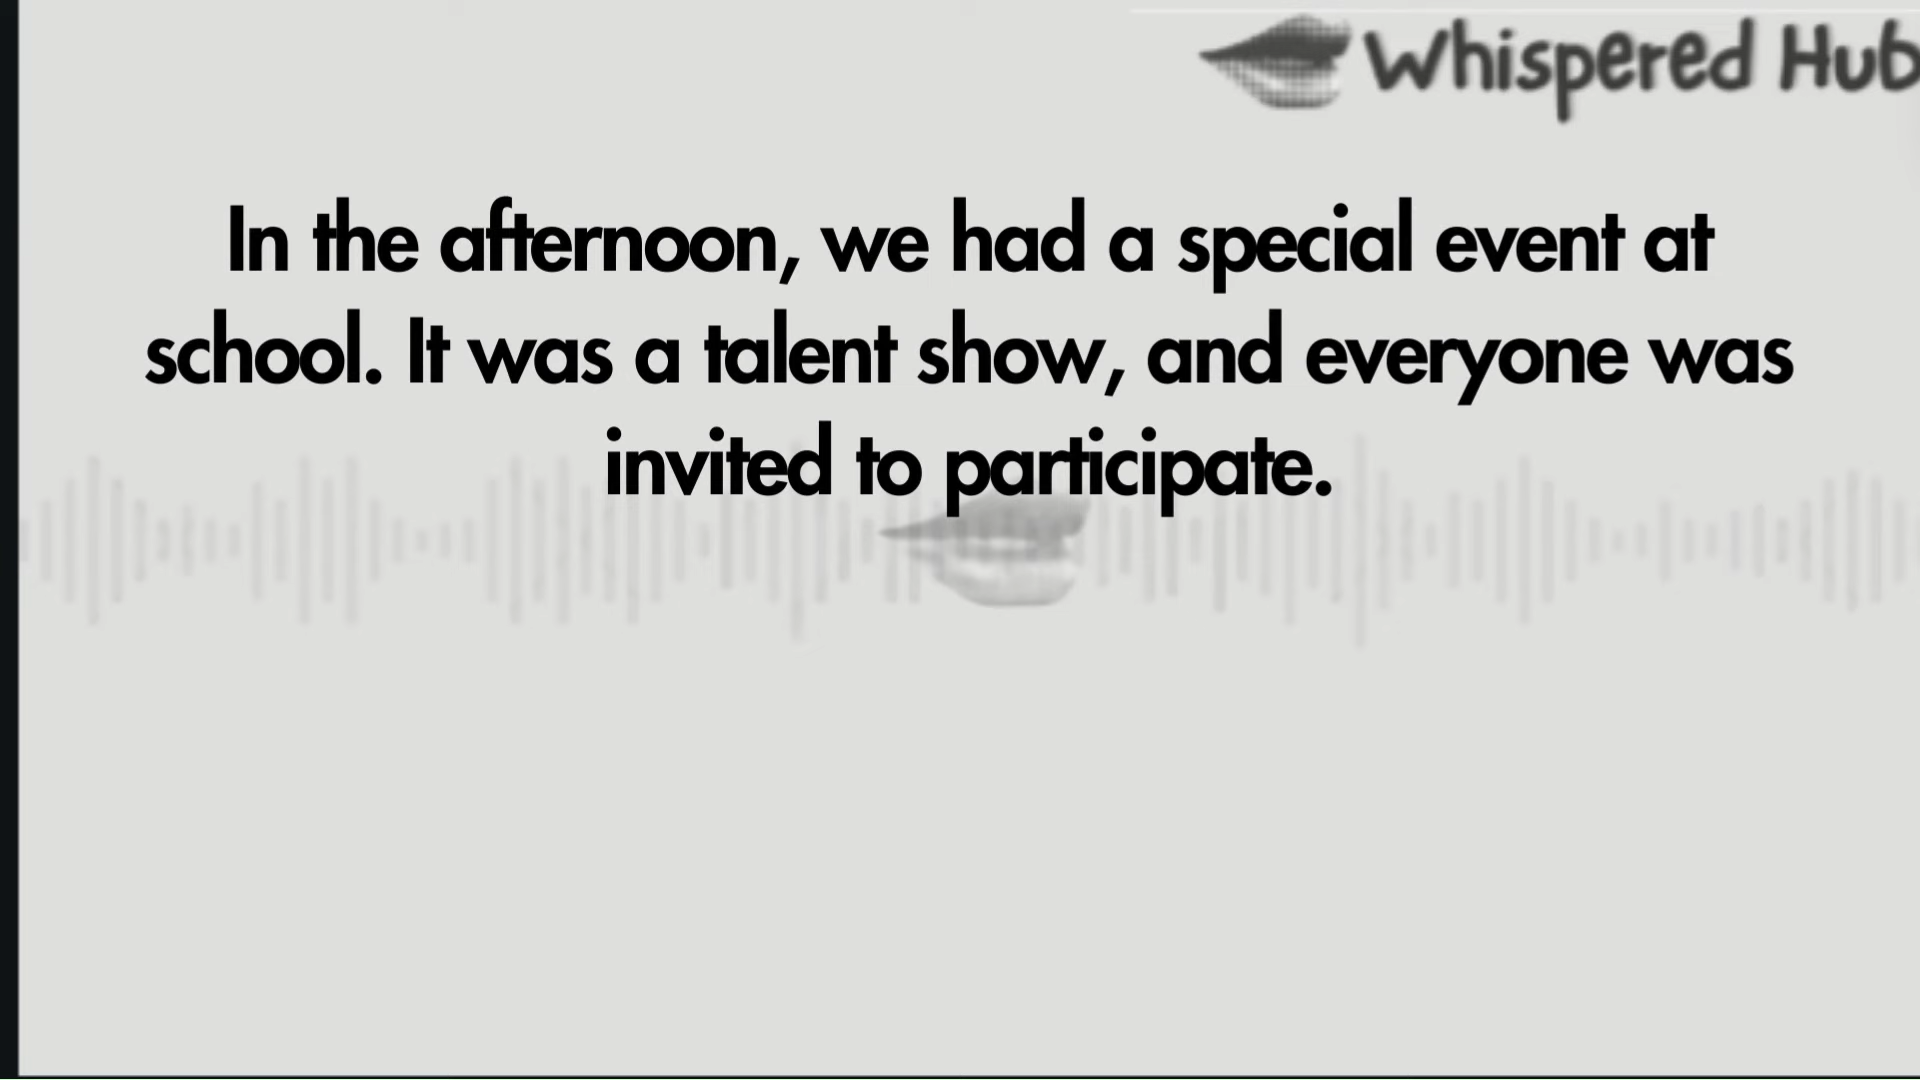 Whispered Hub
In the afternoon, we had a special event at
school. It was a talent show, and everyone was
invited to participate.